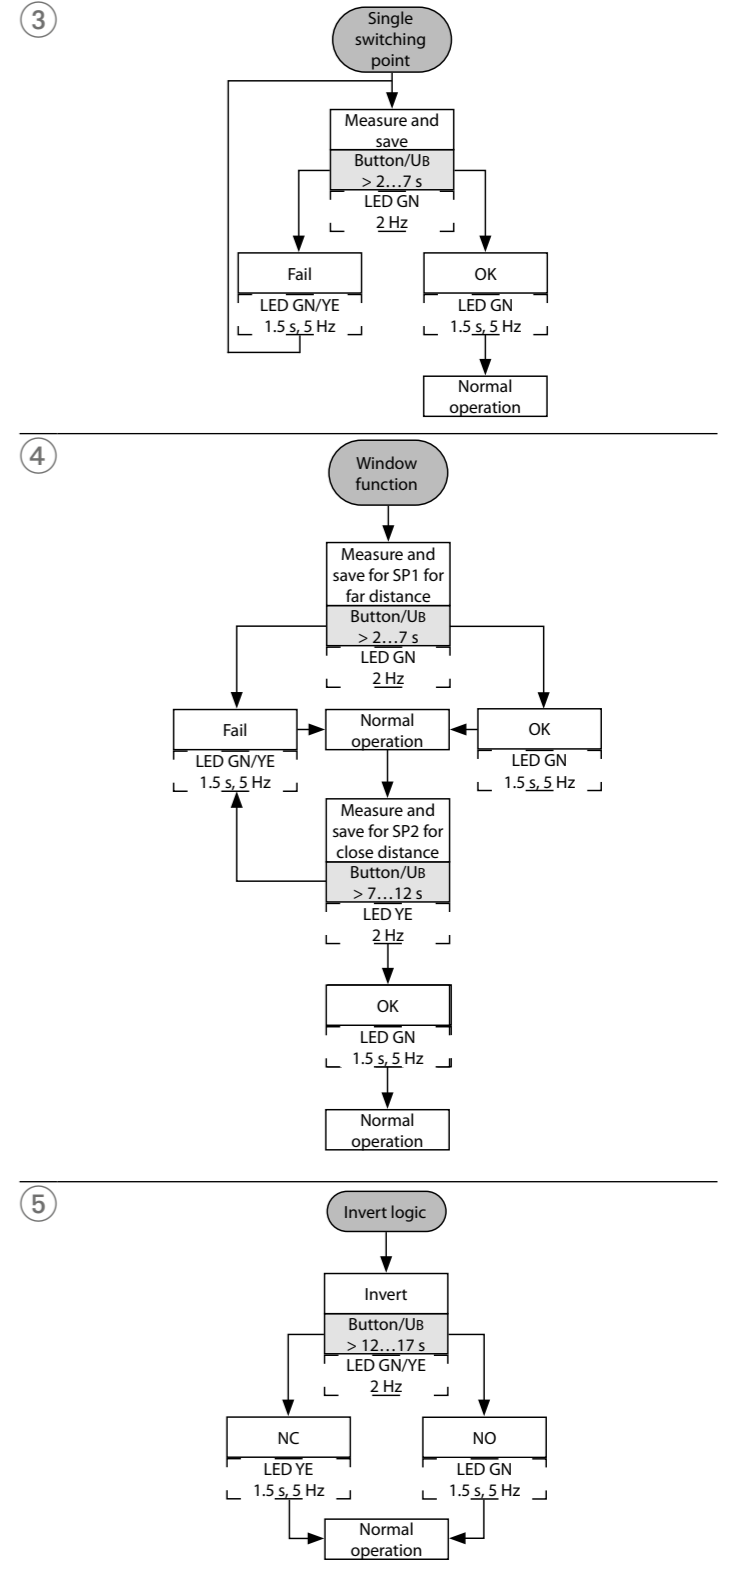 3
Single
switching
point
Measure and
save
Button/UB
> 2…7 s
LED GN
2 Hz
Fail
LED GN/YE
1.5 s, 5 Hz
OK
LED GN
1.5 s, 5 Hz
Normal
operation
4
Window
function
Measure and
save for SP1 for
far distance
Button/UB
> 2…7 s
LED GN
2 Hz
Fail
LED GN/YE
1.5 s, 5 Hz
Normal
operation
OK
LED GN
1.5 s, 5 Hz
Measure and
save for SP2 for
close distance
Button/UB
> 7…12 s
LED YE
2 Hz
OK
LED GN
1.5 s, 5 Hz
Normal
operation
5
Invert logic
Invert
Button/UB
> 12…17 s
LED GN/YE
2 Hz
NC
LED YE
1.5 s, 5 Hz
NO
LED GN
1.5 s, 5 Hz
Normal
operation